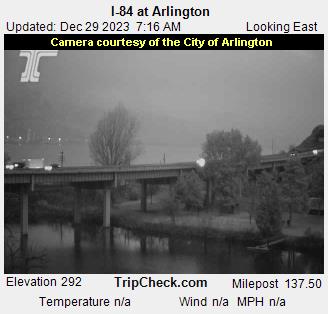 I-84 at Arlington
Updated: Dec 29 2023 7:16 AM Looking East
Camera courtesy of the City of Arlington
Elevation 292 TripCheck.com Milepost 137.50
Temperature n/a Wind n/a MPH n/a